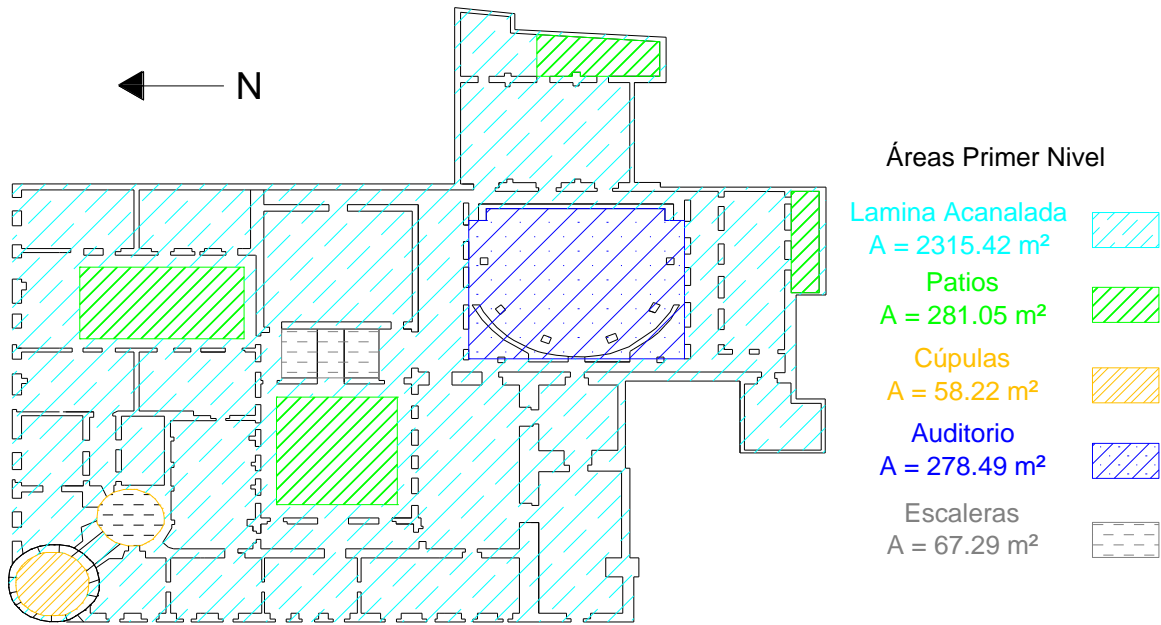 N
Áreas Primer Nivel
Lamina Acanalada
A = 2315.42 m²
Patios
A = 281.05 m²
Cúpulas
A = 58.22 m²
Auditorio
A = 278.49 m²
Escaleras
A = 67.29 m²